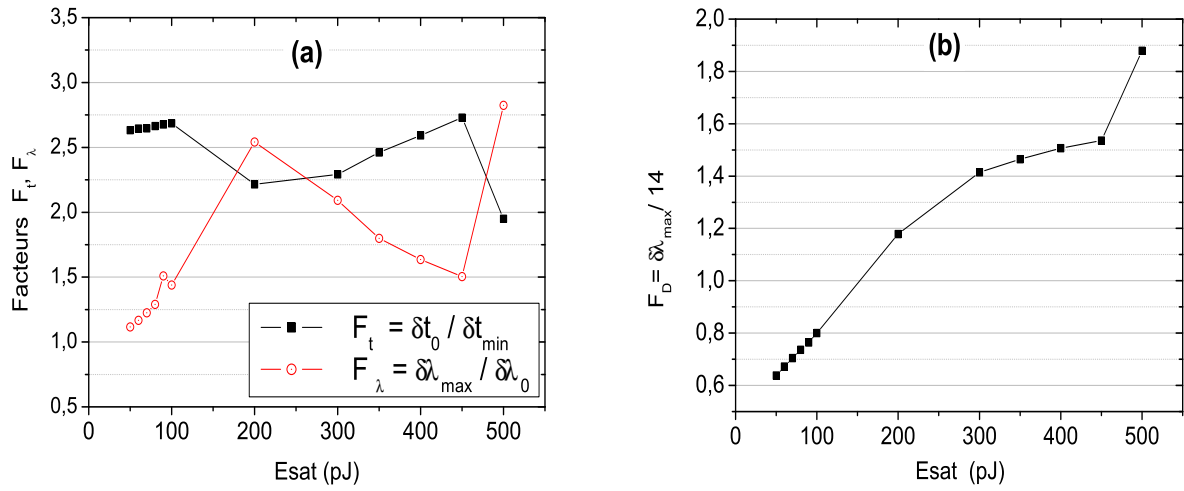 (a)
Facteurs F_t, F_λ
3,5
3,0
2,5
2,0
1,5
1,0
0,5
0 100 200 300 400 500
Esat (pJ)
F_t = δt_0 / δt_min
F_λ = δλ_max / δλ_0
(b)
F_D = δλ_max / 14
2,0
1,8
1,6
1,4
1,2
1,0
0,8
0,6
0 100 200 300 400 500
Esat (pJ)